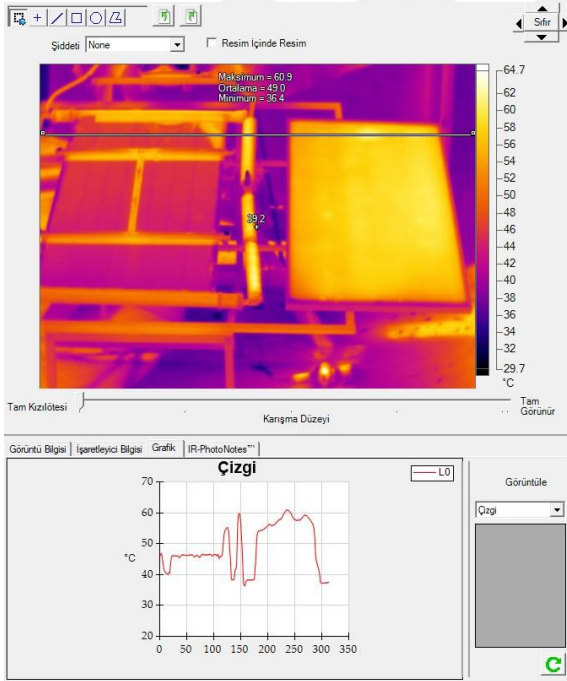 Sıfır
Şiddeti None
Resim İçinde Resim
Maksimum = 60.9
Ortalama = 49.0
Minimum = 36.4
39.2
64.7
62
60
58
56
54
52
50
48
46
44
42
40
38
36
34
32
29.7
°C
Tam Kızılötesi
Tam Görünür
Karışma Düzeyi
Görüntü Bilgisi İşaretleyici Bilgisi Grafik IR-PhotoNotes™
Çizgi
L0
°C
70
60
50
40
30
20
0 50 100 150 200 250 300 350
Görüntüle
Çizgi